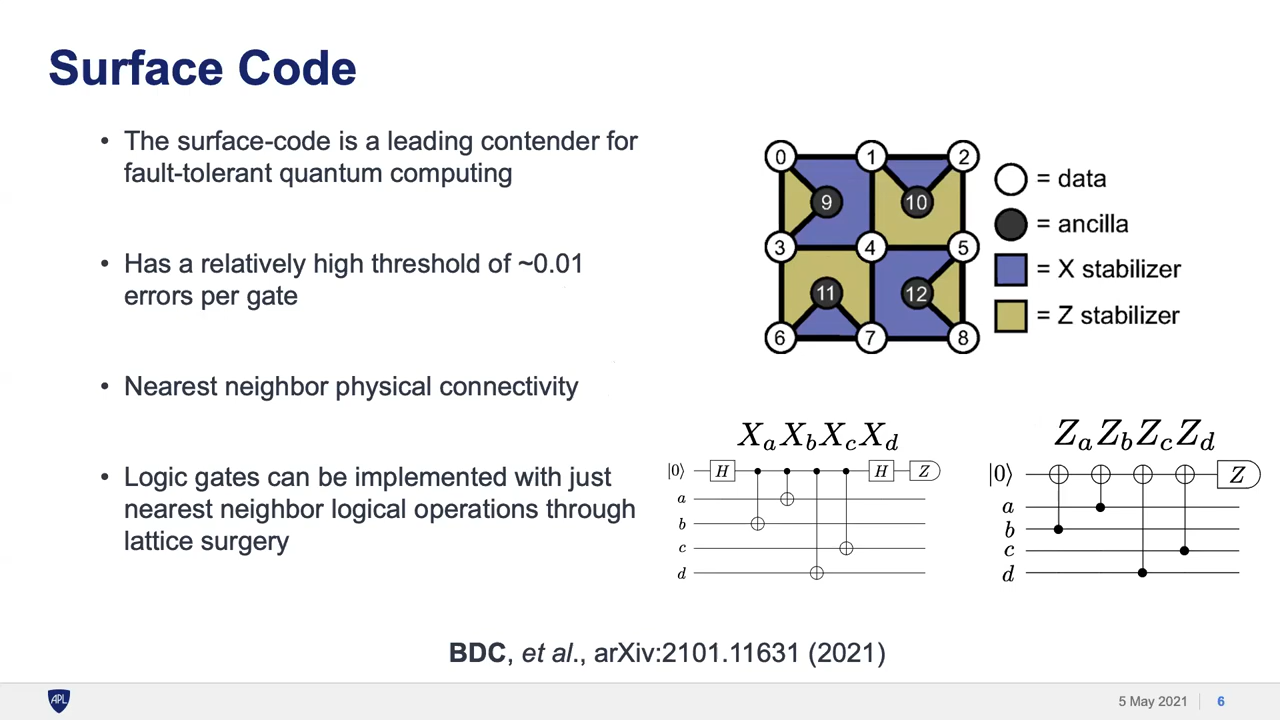 Surface Code
• The surface-code is a leading contender for
fault-tolerant quantum computing
• Has a relatively high threshold of ~0.01
errors per gate
• Nearest neighbor physical connectivity
• Logic gates can be implemented with just
nearest neighbor logical operations through
lattice surgery
0 1 2
9 10
3 4 5
11 12
6 7 8
= data
= ancilla
= X stabilizer
= Z stabilizer
XₐX_bX_cX_d
|0⟩ H H Z
a
b
c
d
ZₐZ_bZ_cZ_d
|0⟩ Z
a
b
c
d
BDC, et al., arXiv:2101.11631 (2021)
APL
5 May 2021 6